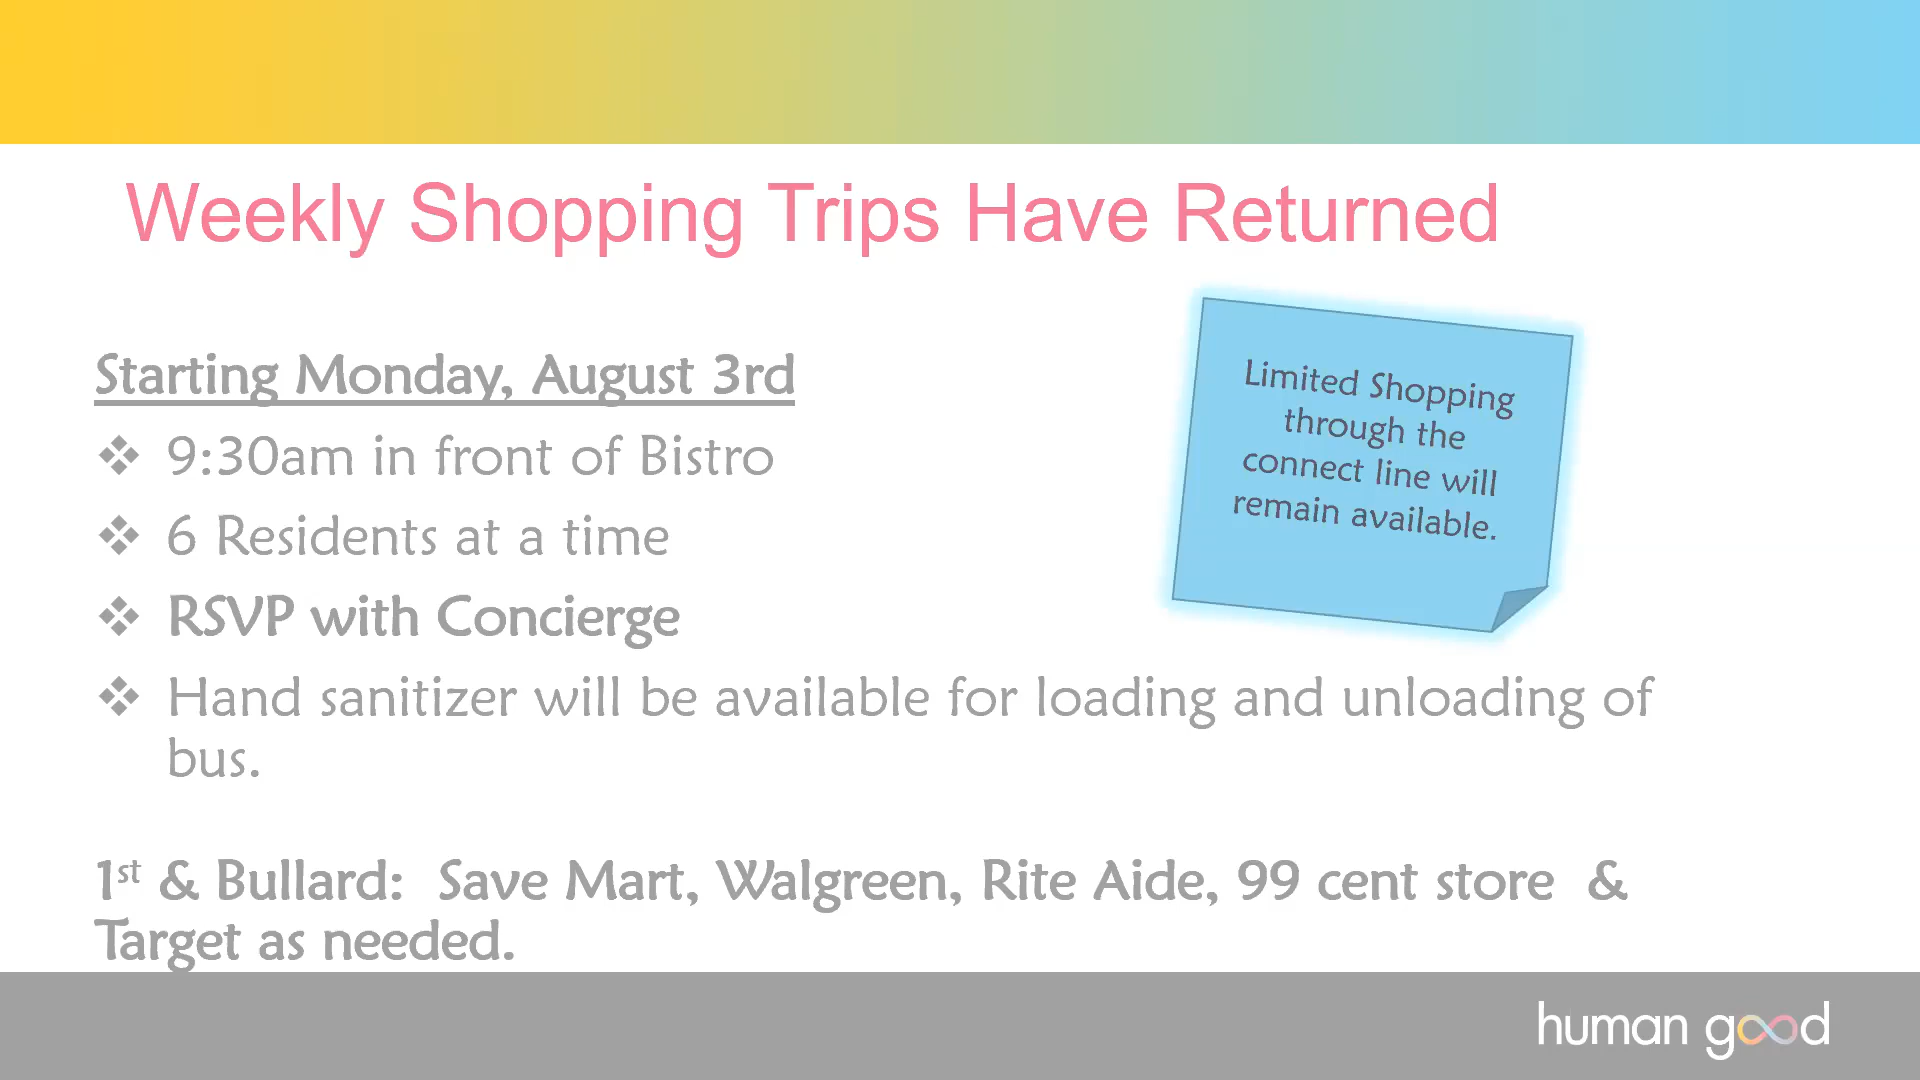 Weekly Shopping Trips Have Returned
Starting Monday, August 3rd
❖ 9:30am in front of Bistro
❖ 6 Residents at a time
❖ RSVP with Concierge
❖ Hand sanitizer will be available for loading and unloading of
bus.
1st & Bullard:  Save Mart, Walgreen, Rite Aide, 99 cent store  &
Target as needed.
Limited Shopping
through the
connect line will
remain available.
human good